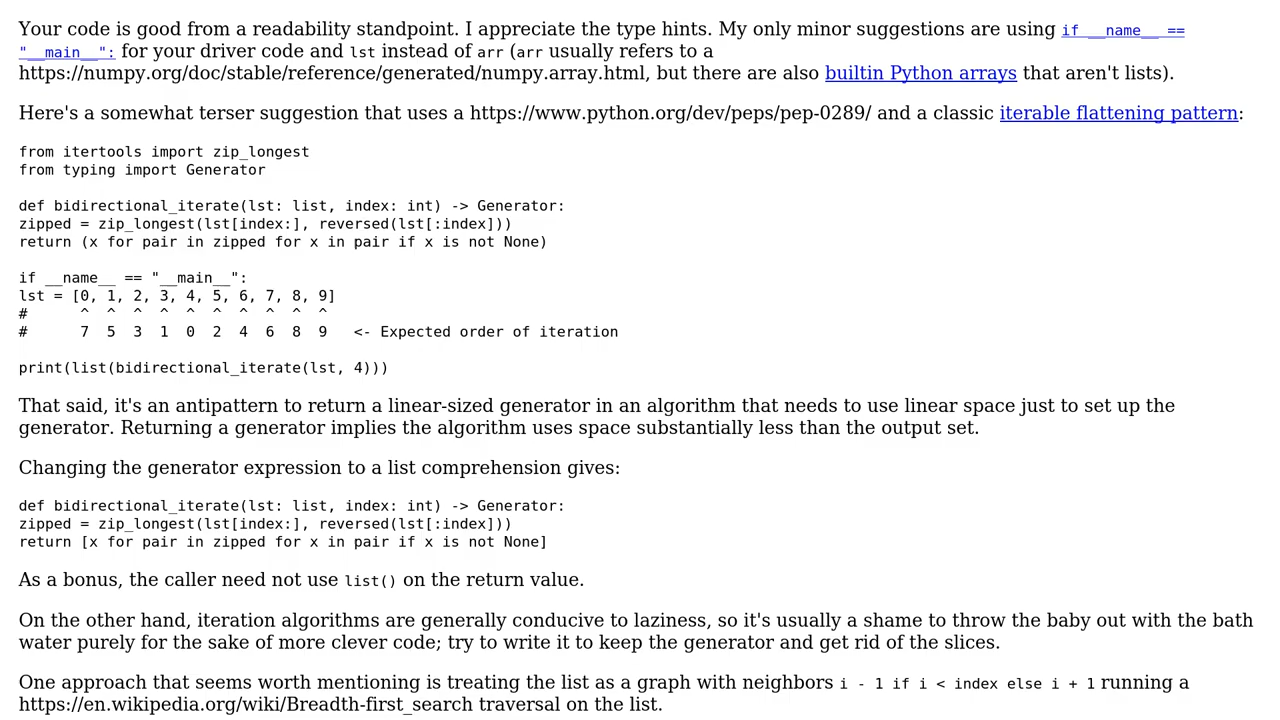 Your code is good from a readability standpoint. I appreciate the type hints. My only minor suggestions are using if __name__ ==
"__main__": for your driver code and lst instead of arr (arr usually refers to a
https://numpy.org/doc/stable/reference/generated/numpy.array.html, but there are also builtin Python arrays that aren't lists).
Here's a somewhat terser suggestion that uses a https://www.python.org/dev/peps/pep-0289/ and a classic iterable flattening pattern:
from itertools import zip_longest
from typing import Generator
def bidirectional_iterate(lst: list, index: int) -> Generator:
zipped = zip_longest(lst[index:], reversed(lst[:index]))
return (x for pair in zipped for x in pair if x is not None)
if __name__ == "__main__":
lst = [0, 1, 2, 3, 4, 5, 6, 7, 8, 9]
#      ^  ^  ^  ^  ^  ^  ^  ^  ^  ^
#      7  5  3  1  0  2  4  6  8  9   <- Expected order of iteration
print(list(bidirectional_iterate(lst, 4)))
That said, it's an antipattern to return a linear-sized generator in an algorithm that needs to use linear space just to set up the
generator. Returning a generator implies the algorithm uses space substantially less than the output set.
Changing the generator expression to a list comprehension gives:
def bidirectional_iterate(lst: list, index: int) -> Generator:
zipped = zip_longest(lst[index:], reversed(lst[:index]))
return [x for pair in zipped for x in pair if x is not None]
As a bonus, the caller need not use list() on the return value.
On the other hand, iteration algorithms are generally conducive to laziness, so it's usually a shame to throw the baby out with the bath
water purely for the sake of more clever code; try to write it to keep the generator and get rid of the slices.
One approach that seems worth mentioning is treating the list as a graph with neighbors i - 1 if i < index else i + 1 running a
https://en.wikipedia.org/wiki/Breadth-first_search traversal on the list.